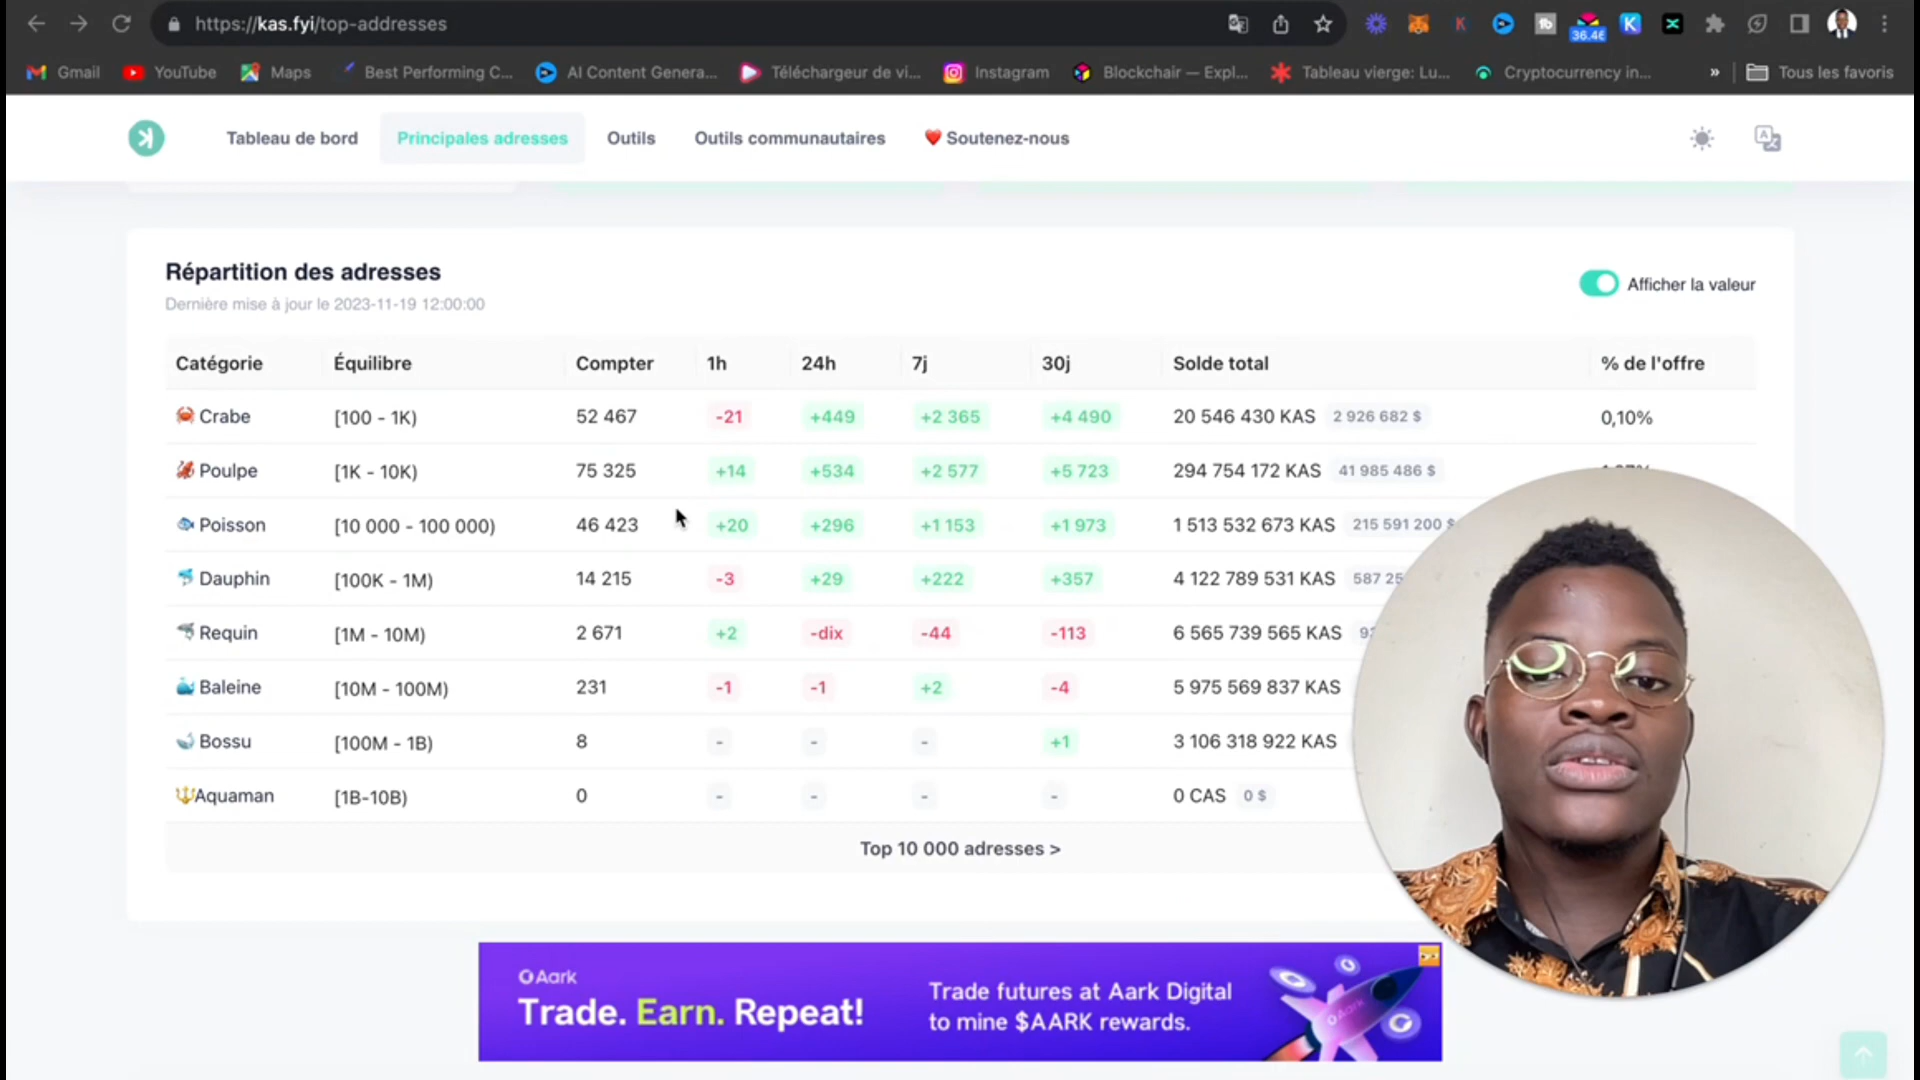 https://kas.fyi/top-addresses
36.4€
Gmail YouTube Maps Best Performing C... AI Content Genera... Téléchargeur de vi... Instagram Blockchair — Expl... Tableau vierge: Lu... Cryptocurrency in... » Tous les favoris
Tableau de bord Principales adresses Outils Outils communautaires Soutenez-nous
Répartition des adresses
Dernière mise à jour le 2023-11-19 12:00:00
Afficher la valeur
Catégorie Équilibre Compter 1h 24h 7j 30j Solde total % de l'offre
Crabe [100 - 1K) 52 467 -21 +449 +2 365 +4 490 20 546 430 KAS 2 926 682 $ 0,10%
Poulpe [1K - 10K) 75 325 +14 +534 +2 577 +5 723 294 754 172 KAS 41 985 486 $
Poisson [10 000 - 100 000) 46 423 +20 +296 +1 153 +1 973 1 513 532 673 KAS 215 591 200 $
Dauphin [100K - 1M) 14 215 -3 +29 +222 +357 4 122 789 531 KAS 587
Requin [1M - 10M) 2 671 +2 -dix -44 -113 6 565 739 565 KAS
Baleine [10M - 100M) 231 -1 -1 +2 -4 5 975 569 837 KAS
Bossu [100M - 1B) 8 - - - +1 3 106 318 922 KAS
Aquaman [1B-10B) 0 - - - - 0 CAS 0 $
Top 10 000 adresses >
Aark
Trade. Earn. Repeat!
Trade futures at Aark Digital
to mine $AARK rewards.